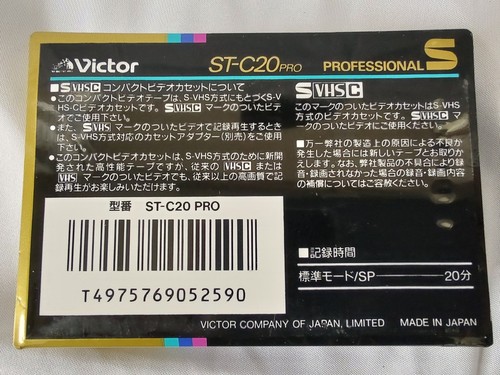 Victor
ST-C20 PRO
PROFESSIONAL S
■ S VHS C コンパクトビデオカセットについて
●このコンパクトビデオテープは、S-VHS方式にもとづくS-V
HS-Cビデオカセットです。S VHS C マークのついたビデ
オでご使用下さい。
●また、S VHS マークのついたビデオで記録再生するとき
は、S-VHS方式対応のカセットアダプター(別売)をご使用下
さい。
●このコンパクトビデオカセットは、S-VHS方式のために新開
発された高性能テープですが、従来の VHS C または
VHS マークのついたビデオでも、従来以上の高画質で記
録再生がお楽しみいただけます。
S VHS C
このマークのついたビデオカセットはS-VHS
方式のビデオカセットです。S VHS C マー
クのついたビデオにご使用ください。
■万一弊社の製造上の原因による不良が
発生した場合には新しいテープとお取りか
えします。なお、弊社製品の不具合により録
音・録画されなかった場合の録音・録画内容
の補償についてはご容赦ください。
型番 ST-C20 PRO
T4975769052590
■記録時間
標準モード/SP 20分
VICTOR COMPANY OF JAPAN, LIMITED MADE IN JAPAN